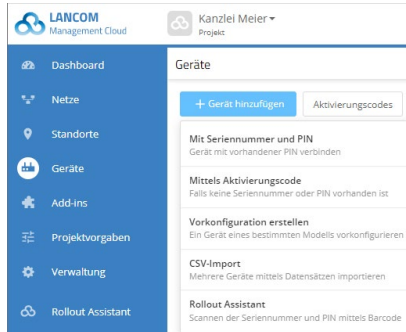 LANCOM
Management Cloud
Kanzlei Meier
Projekt
Dashboard
Netze
Standorte
Geräte
Add-ins
Projektvorgaben
Verwaltung
Rollout Assistant
Geräte
+ Gerät hinzufügen
Aktivierungscodes
Mit Seriennummer und PIN
Gerät mit vorhandener PIN verbinden
Mittels Aktivierungscode
Falls keine Seriennummer oder PIN vorhanden ist
Vorkonfiguration erstellen
Ein Gerät eines bestimmten Modells vorkonfigurieren
CSV-Import
Mehrere Geräte mittels Datensätzen importieren
Rollout Assistant
Scannen der Seriennummer und PIN mittels Barcode